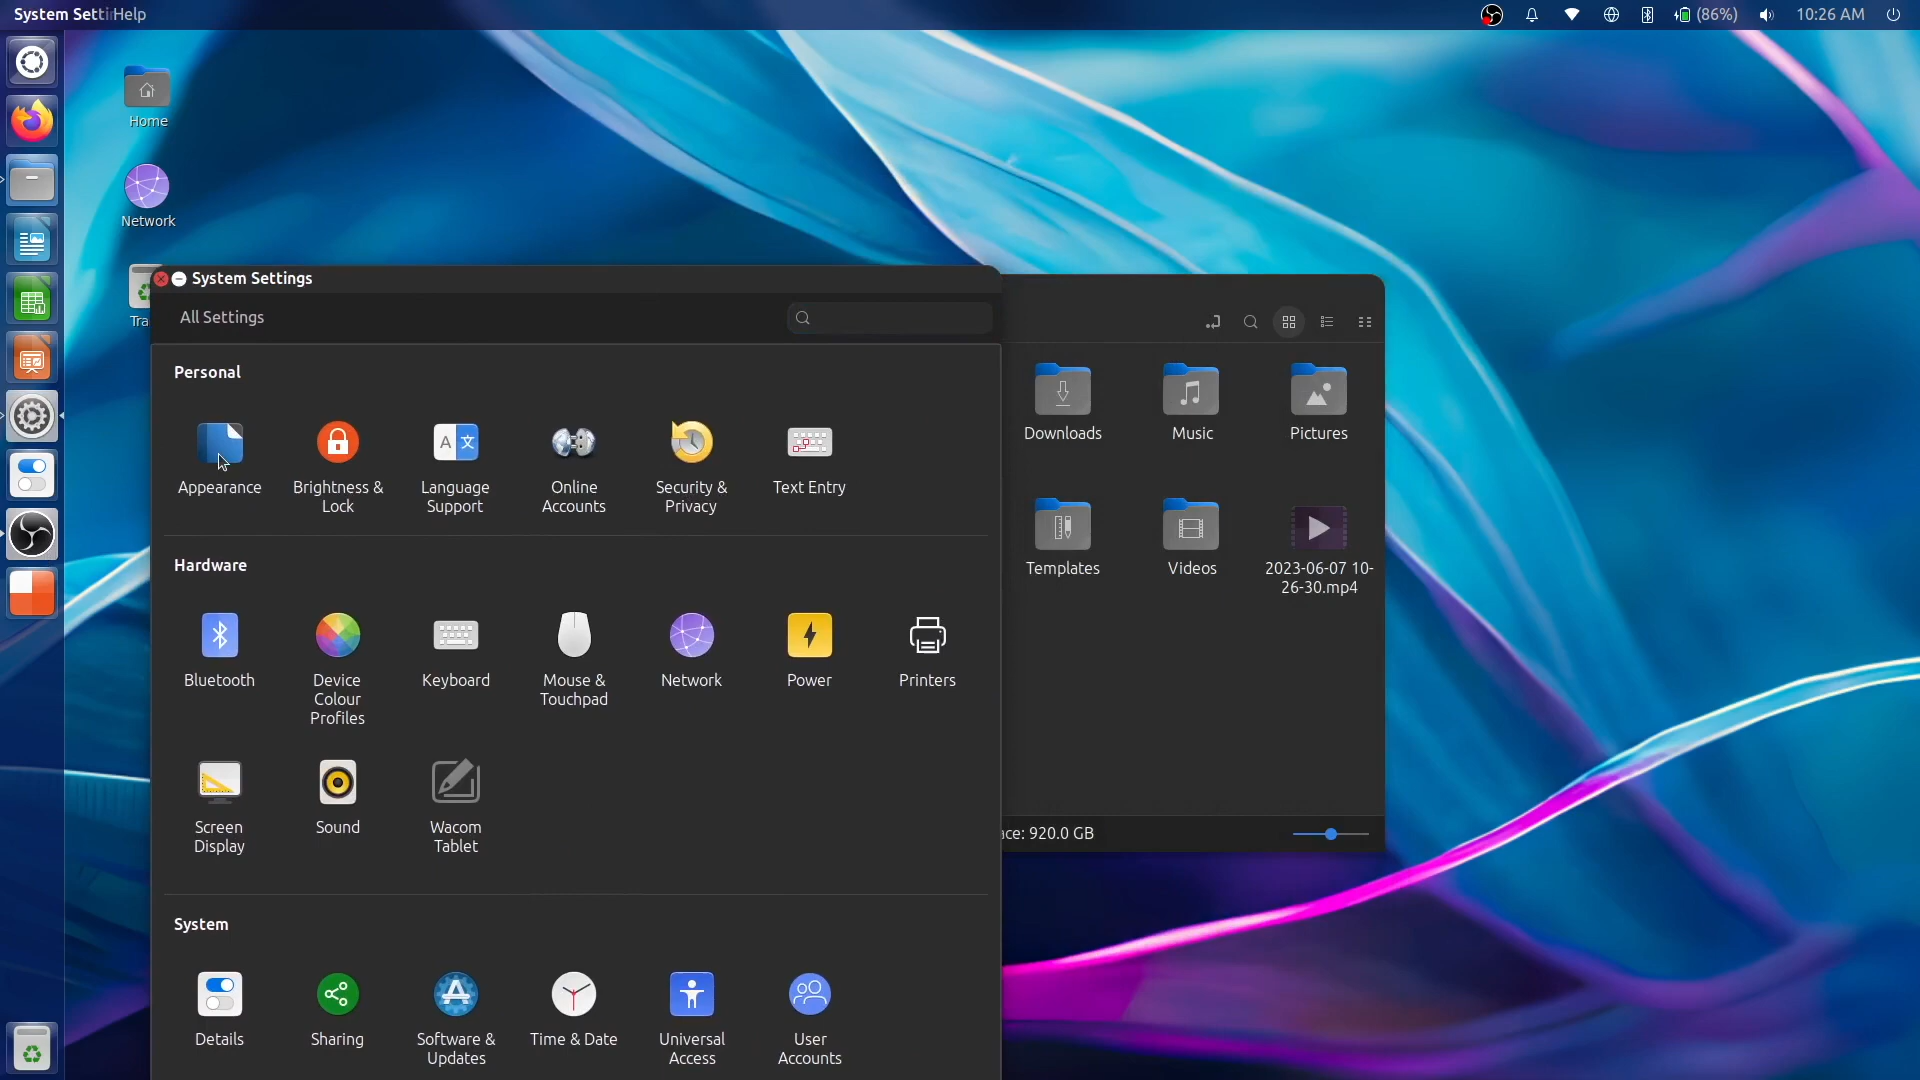 System Setti
Help
(86%)
10:26 AM
Home
Network
System Settings
All Settings
Personal
Appearance
Brightness &
Lock
Language
Support
Online
Accounts
Security &
Privacy
Text Entry
Hardware
Bluetooth
Device
Colour
Profiles
Keyboard
Mouse &
Touchpad
Network
Power
Printers
Screen
Display
Sound
Wacom
Tablet
System
Details
Sharing
Software &
Updates
Time & Date
Universal
Access
User
Accounts
Tra
Downloads
Music
Pictures
Templates
Videos
2023-06-07 10-
26-30.mp4
ace: 920.0 GB